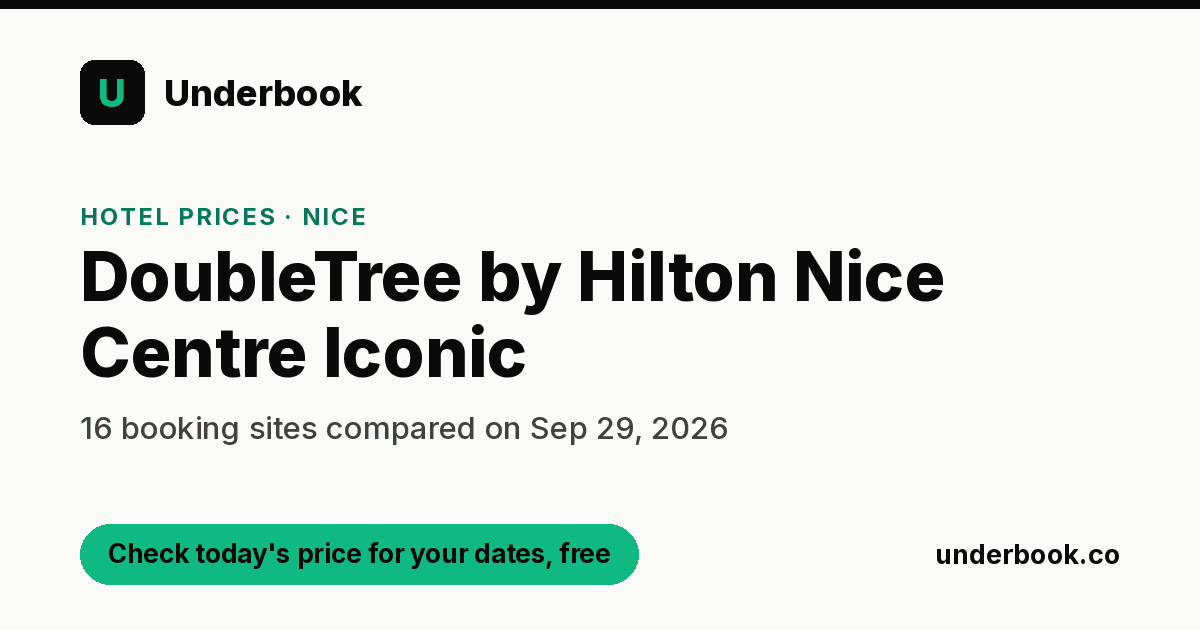 U Underbook
HOTEL PRICES · NICE
DoubleTree by Hilton Nice
Centre Iconic
16 booking sites compared on Sep 29, 2026
Check today's price for your dates, free
underbook.co